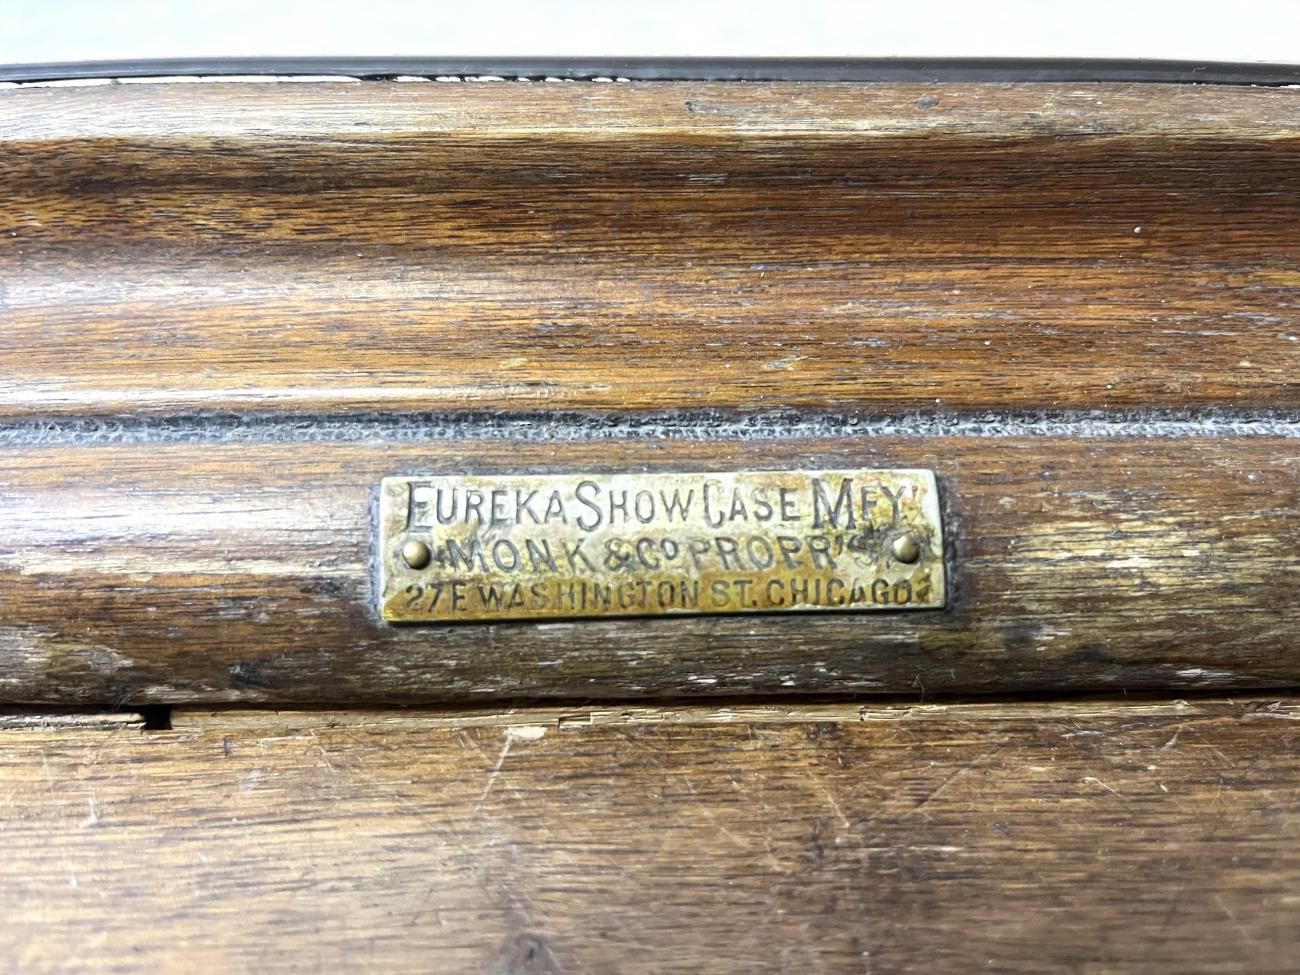 EUREKA SHOW CASE MFY'
MONK & CO PROPR'S.
27 E WASHINGTON ST. CHICAGO.